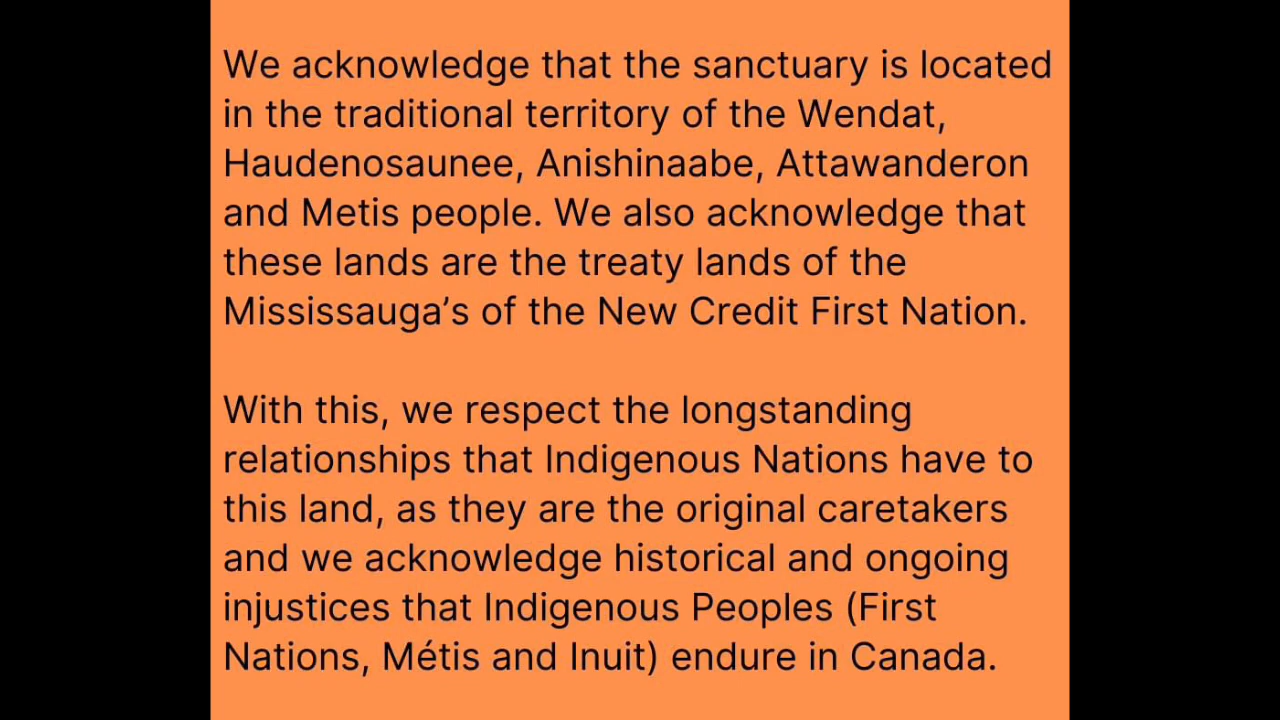 We acknowledge that the sanctuary is located
in the traditional territory of the Wendat,
Haudenosaunee, Anishinaabe, Attawanderon
and Metis people. We also acknowledge that
these lands are the treaty lands of the
Mississauga’s of the New Credit First Nation.
With this, we respect the longstanding
relationships that Indigenous Nations have to
this land, as they are the original caretakers
and we acknowledge historical and ongoing
injustices that Indigenous Peoples (First
Nations, Métis and Inuit) endure in Canada.